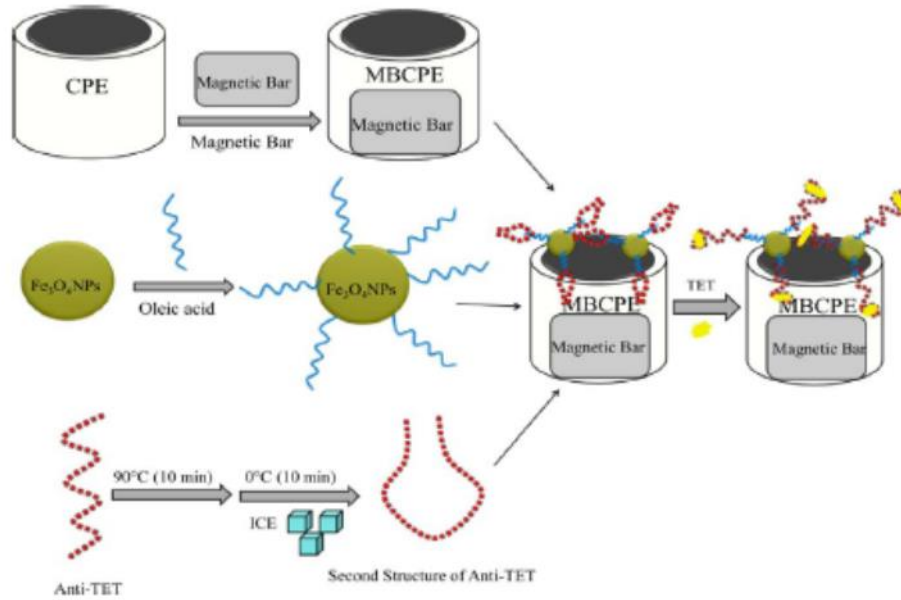 CPE
Magnetic Bar
Magnetic Bar
MBCPE
Magnetic Bar
Fe₃O₄NPs
Oleic acid
Fe₃O₄NPs
MBCPE
Magnetic Bar
TET
MBCPE
Magnetic Bar
90°C (10 min)
0°C (10 min)
ICE
Anti-TET
Second Structure of Anti-TET